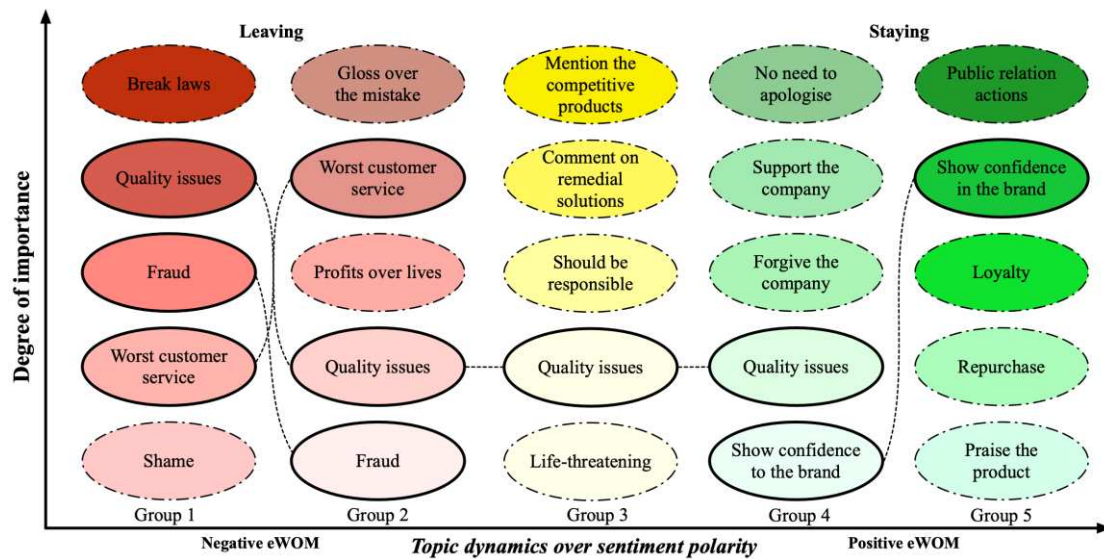 Leaving
Staying
Break laws
Gloss over
the mistake
Mention the
competitive
products
No need to
apologise
Public relation
actions
Quality issues
Worst customer
service
Comment on
remedial
solutions
Support the
company
Show confidence
in the brand
Fraud
Profits over lives
Should be
responsible
Forgive the
company
Loyalty
Worst customer
service
Quality issues
Quality issues
Quality issues
Repurchase
Shame
Fraud
Life-threatening
Show confidence
to the brand
Praise the
product
Degree of importance
Group 1
Group 2
Group 3
Group 4
Group 5
Negative eWOM
Topic dynamics over sentiment polarity
Positive eWOM